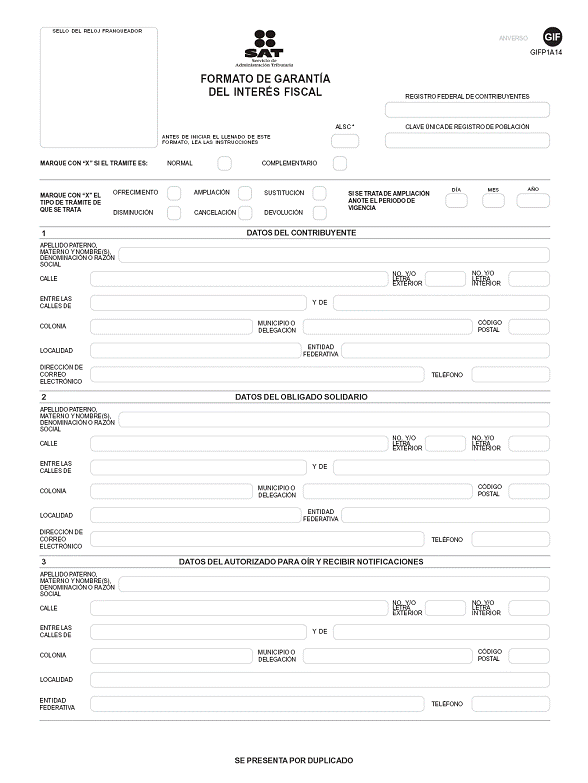 SELLO DEL RELOJ FRANQUEADOR
ANVERSO
GIF
GIFP1A14
SAT
Servicio de
Administración Tributaria
FORMATO DE GARANTÍA
DEL INTERÉS FISCAL
REGISTRO FEDERAL DE CONTRIBUYENTES
ALSC *
CLAVE ÚNICA DE REGISTRO DE POBLACIÓN
ANTES DE INICIAR EL LLENADO DE ESTE
FORMATO, LEA LAS INSTRUCCIONES
MARQUE CON "X" SI EL TRÁMITE ES: NORMAL COMPLEMENTARIO
MARQUE CON "X" EL
TIPO DE TRÁMITE DE
QUE SE TRATA
OFRECIMIENTO AMPLIACIÓN SUSTITUCIÓN
DISMINUCIÓN CANCELACIÓN DEVOLUCIÓN
SI SE TRATA DE AMPLIACIÓN
ANOTE EL PERIODO DE
VIGENCIA
DÍA MES AÑO
1 DATOS DEL CONTRIBUYENTE
APELLIDO PATERNO,
MATERNO Y NOMBRE(S),
DENOMINACIÓN O RAZÓN
SOCIAL
CALLE
NO. Y/O
LETRA
EXTERIOR
NO. Y/O
LETRA
INTERIOR
ENTRE LAS
CALLES DE
Y DE
COLONIA
MUNICIPIO O
DELEGACIÓN
CÓDIGO
POSTAL
LOCALIDAD
ENTIDAD
FEDERATIVA
DIRECCIÓN DE
CORREO
ELECTRÓNICO
TELÉFONO
2 DATOS DEL OBLIGADO SOLIDARIO
APELLIDO PATERNO,
MATERNO Y NOMBRE(S),
DENOMINACIÓN O RAZÓN
SOCIAL
CALLE
NO. Y/O
LETRA
EXTERIOR
NO. Y/O
LETRA
INTERIOR
ENTRE LAS
CALLES DE
Y DE
COLONIA
MUNICIPIO O
DELEGACIÓN
CÓDIGO
POSTAL
LOCALIDAD
ENTIDAD
FEDERATIVA
DIRECCIÓN DE
CORREO
ELECTRÓNICO
TELÉFONO
3 DATOS DEL AUTORIZADO PARA OÍR Y RECIBIR NOTIFICACIONES
APELLIDO PATERNO,
MATERNO Y NOMBRE(S),
DENOMINACIÓN O RAZÓN
SOCIAL
CALLE
NO. Y/O
LETRA
EXTERIOR
NO. Y/O
LETRA
INTERIOR
ENTRE LAS
CALLES DE
Y DE
COLONIA
MUNICIPIO O
DELEGACIÓN
CÓDIGO
POSTAL
LOCALIDAD
ENTIDAD
FEDERATIVA
TELÉFONO
SE PRESENTA POR DUPLICADO